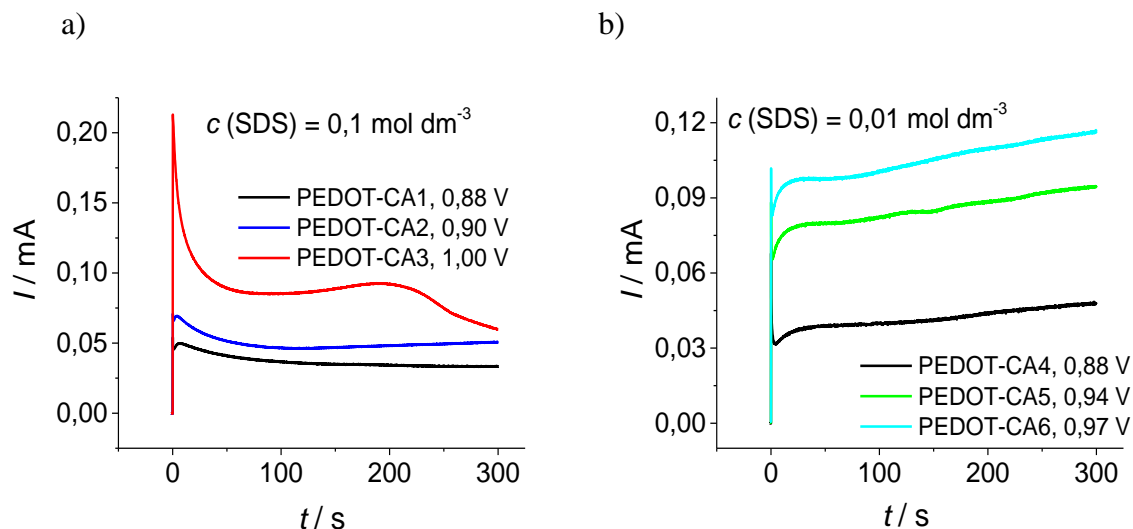 a)
c (SDS) = 0,1 mol dm-3
0,20
0,15
0,10
0,05
0,00
I / mA
PEDOT-CA1, 0,88 V
PEDOT-CA2, 0,90 V
PEDOT-CA3, 1,00 V
0
100
200
300
t / s
b)
c (SDS) = 0,01 mol dm-3
0,12
0,09
0,06
0,03
0,00
I / mA
PEDOT-CA4, 0,88 V
PEDOT-CA5, 0,94 V
PEDOT-CA6, 0,97 V
0
100
200
300
t / s